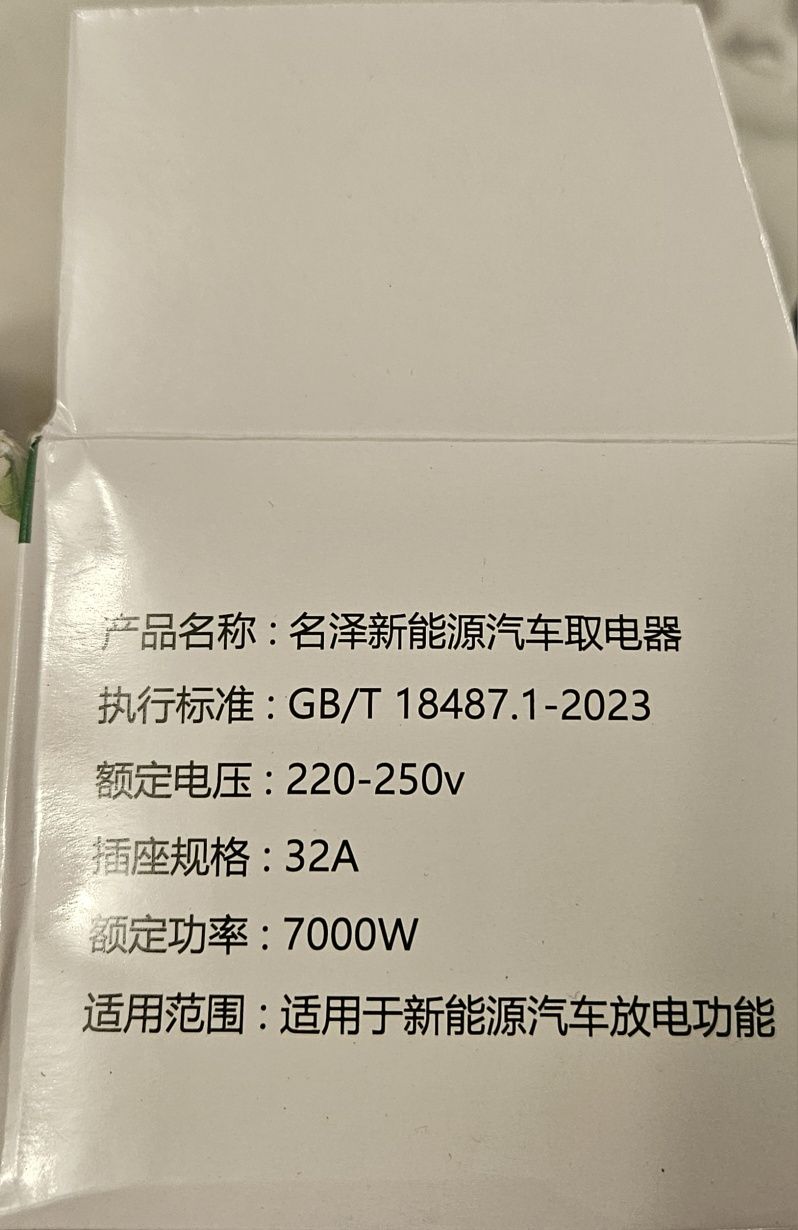 产品名称：名泽新能源汽车取电器
执行标准：GB/T 18487.1-2023
额定电压：220-250v
插座规格：32A
额定功率：7000W
适用范围：适用于新能源汽车放电功能